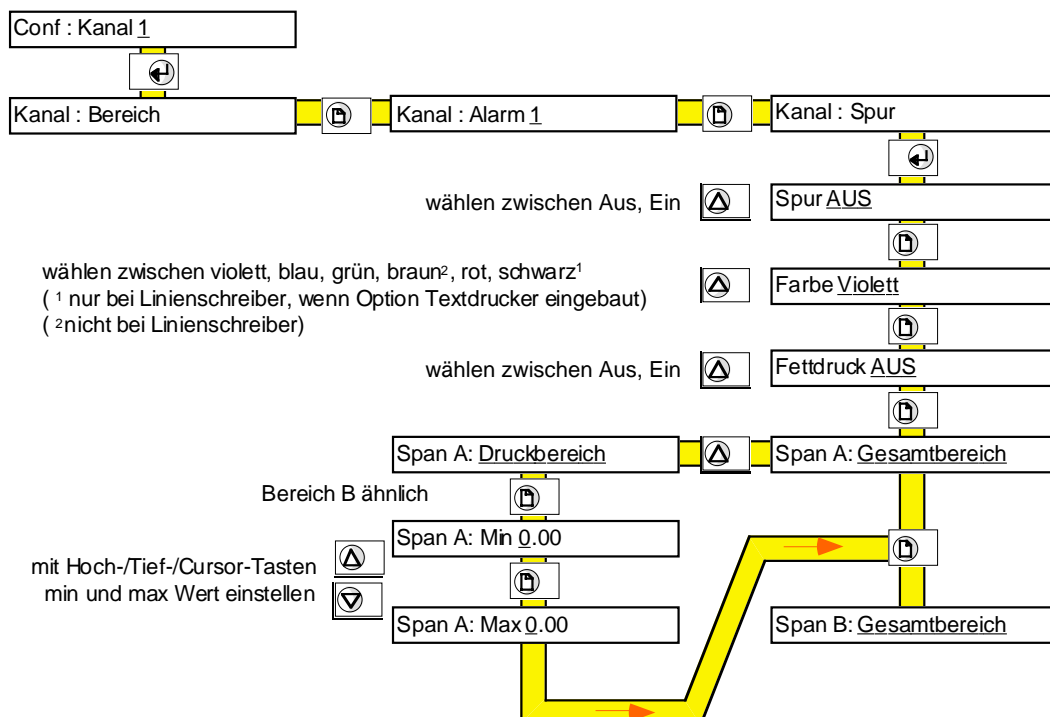 Conf : Kanal 1
Kanal : Bereich
Kanal : Alarm 1
Kanal : Spur
wählen zwischen Aus, Ein
Spur AUS
wählen zwischen violett, blau, grün, braun², rot, schwarz¹
( ¹ nur bei Linienschreiber, wenn Option Textdrucker eingebaut)
( ² nicht bei Linienschreiber)
Farbe Violett
wählen zwischen Aus, Ein
Fettdruck AUS
Span A: Druckbereich
Span A: Gesamtbereich
Bereich B ähnlich
Span A: Min 0.00
mit Hoch-/Tief-/Cursor-Tasten
min und max Wert einstellen
Span A: Max 0.00
Span B: Gesamtbereich